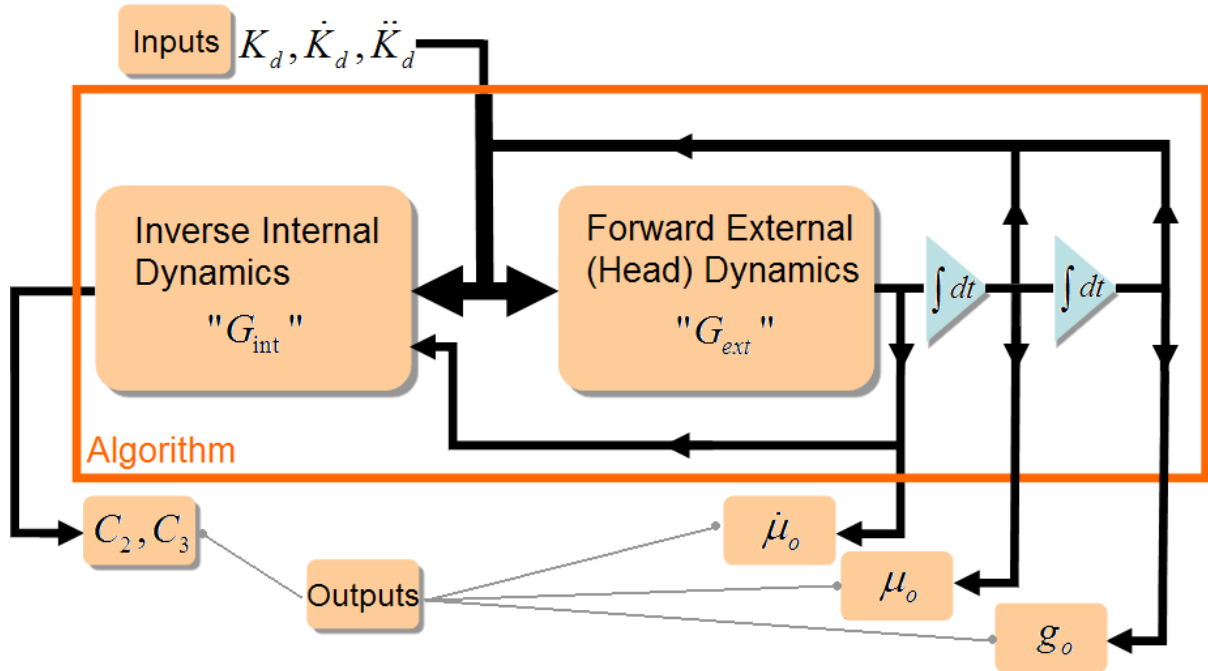 Inputs K_d, K̇_d, K̈_d
Inverse Internal
Dynamics
"G_int"
Forward External
(Head) Dynamics
"G_ext"
∫dt
∫dt
Algorithm
C_2, C_3
Outputs
μ̇_o
μ_o
g_o